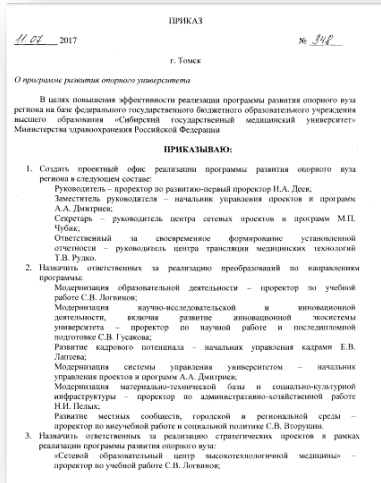 ПРИКАЗ
11.07 2017 № 348
г. Томск
О программе развития опорного университета
В целях повышения эффективности реализации программы развития опорного вуза
региона на базе федерального государственного бюджетного образовательного учреждения
высшего образования «Сибирский государственный медицинский университет»
Министерства здравоохранения Российской Федерации
ПРИКАЗЫВАЮ:
1. Создать проектный офис реализации программы развития опорного вуза
региона в следующем составе:
Руководитель – проректор по развитию-первый проректор И.А. Деев;
Заместитель руководителя – начальник управления проектов и программ
А.А. Дмитриев;
Секретарь – руководитель центра сетевых проектов и программ М.П.
Чубик;
Ответственный за своевременное формирование установленной
отчетности – руководитель центра трансляции медицинских технологий
Т.В. Рудко.
2. Назначить ответственных за реализацию преобразований по направлениям
программы:
Модернизация образовательной деятельности – проректор по учебной
работе С.В. Логвинов;
Модернизация научно-исследовательской и инновационной
деятельности, включая развитие инновационной экосистемы
университета – проректор по научной работе и последипломной
подготовке С.В. Гусакова;
Развитие кадрового потенциала – начальник управления кадрами Е.В.
Лаптева;
Модернизация системы управления университетом – начальник
управления проектов и программ А.А. Дмитриев;
Модернизация материально-технической базы и социально-культурной
инфраструктуры – проректор по административно-хозяйственной работе
Н.И. Пелых;
Развитие местных сообществ, городской и региональной среды –
проректор по внеучебной работе и социальной политике С.В. Вторушин.
3. Назначить ответственных за реализацию стратегических проектов в рамках
реализации программы развития опорного вуза:
«Сетевой образовательный центр высокотехнологичной медицины» –
проректор по учебной работе С.В. Логвинов;